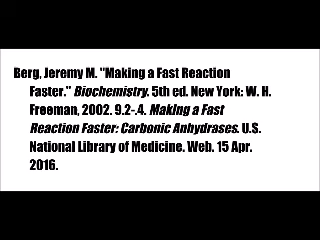 Berg, Jeremy M. "Making a Fast Reaction
Faster." Biochemistry. 5th ed. New York: W. H.
Freeman, 2002. 9.2-.4. Making a Fast
Reaction Faster: Carbonic Anhydrases. U.S.
National Library of Medicine. Web. 15 Apr.
2016.